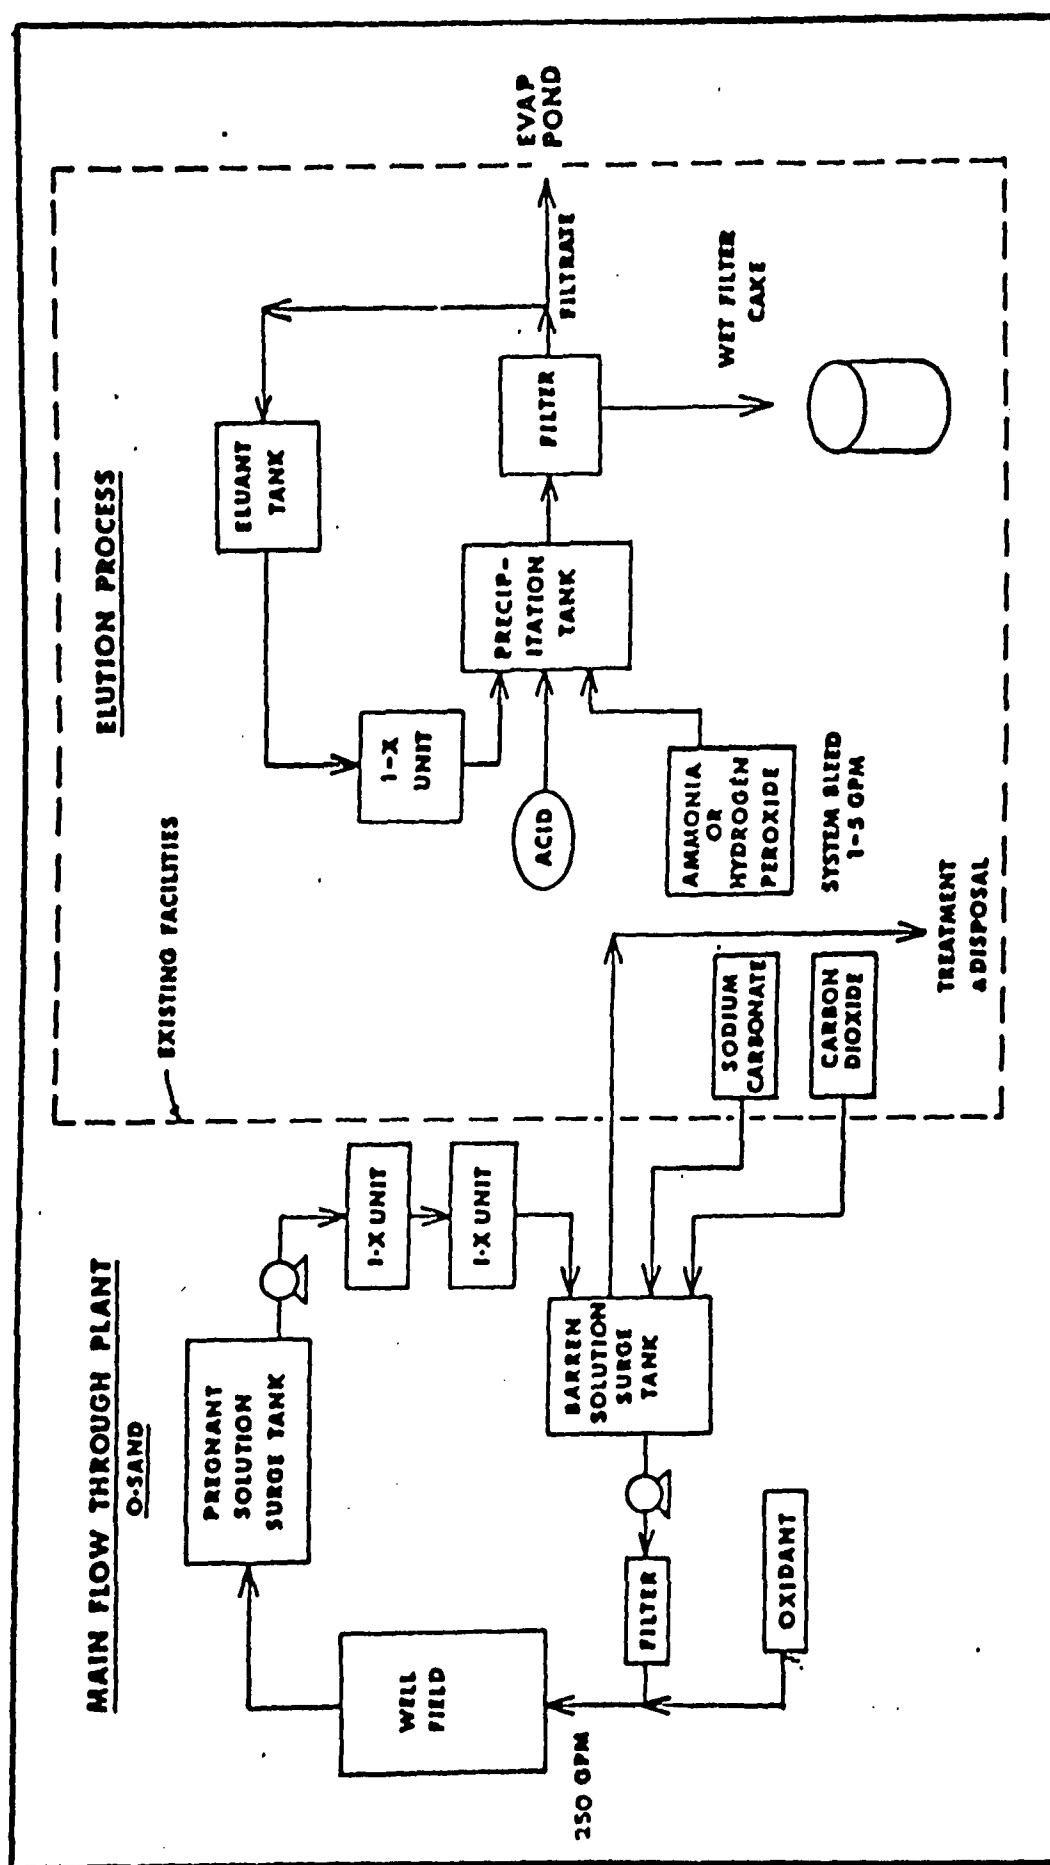 MAIN FLOW THROUGH PLANT
O-SAND
PREGNANT
SOLUTION
SURGE TANK
WELL
FIELD
250 GPM
I-X UNIT
I-X UNIT
BARREN
SOLUTION
SURGE
TANK
FILTER
OXIDANT
EXISTING FACILITIES
ELUTION PROCESS
ELUANT
TANK
I-X
UNIT
PRECIP-
ITATION
TANK
ACID
AMMONIA
OR
HYDROGEN
PEROXIDE
FILTER
FILTRATE
EVAP
POND
WET FILTER
CAKE
SYSTEM BLEED
1-5 GPM
SODIUM
CARBONATE
CARBON
DIOXIDE
TREATMENT
& DISPOSAL